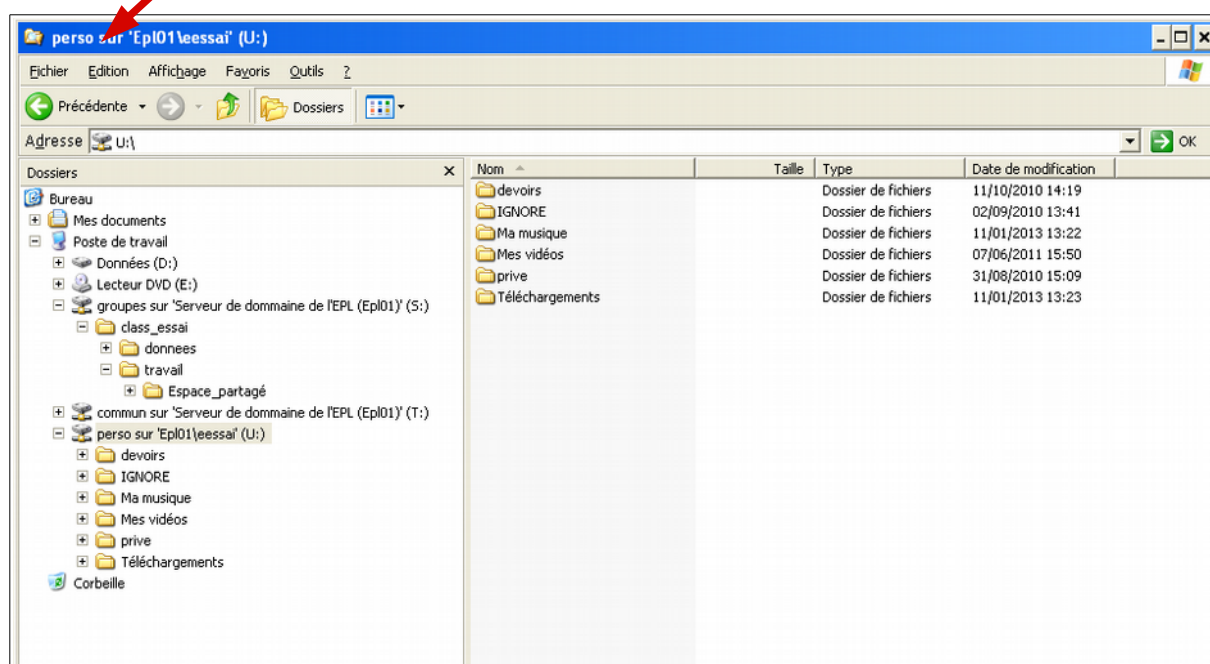 perso sur 'Epl01\eessai' (U:)
Fichier Edition Affichage Favoris Outils ?
Précédente Dossiers
Adresse U:\ OK
Dossiers
Bureau
Mes documents
Poste de travail
Données (D:)
Lecteur DVD (E:)
groupes sur 'Serveur de dommaine de l'EPL (Epl01)' (S:)
class_essai
donnees
travail
Espace_partagé
commun sur 'Serveur de dommaine de l'EPL (Epl01)' (T:)
perso sur 'Epl01\eessai' (U:)
devoirs
IGNORE
Ma musique
Mes vidéos
prive
Téléchargements
Corbeille
Nom Taille Type Date de modification
devoirs Dossier de fichiers 11/10/2010 14:19
IGNORE Dossier de fichiers 02/09/2010 13:41
Ma musique Dossier de fichiers 11/01/2013 13:22
Mes vidéos Dossier de fichiers 07/06/2011 15:50
prive Dossier de fichiers 31/08/2010 15:09
Téléchargements Dossier de fichiers 11/01/2013 13:23